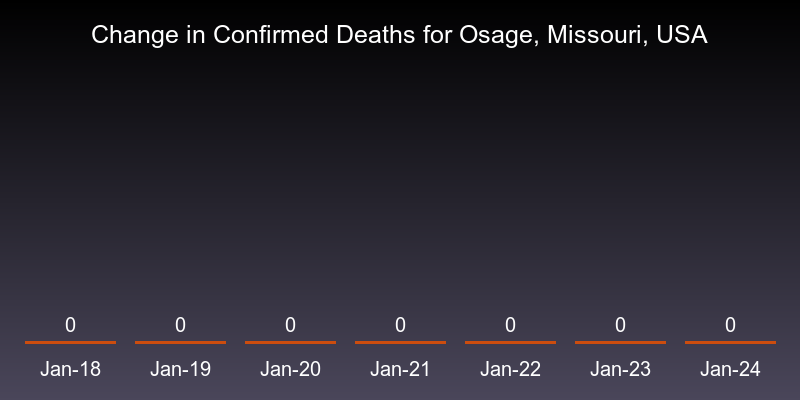 Change in Confirmed Deaths for Osage, Missouri, USA
0 0 0 0 0 0 0
Jan-18 Jan-19 Jan-20 Jan-21 Jan-22 Jan-23 Jan-24